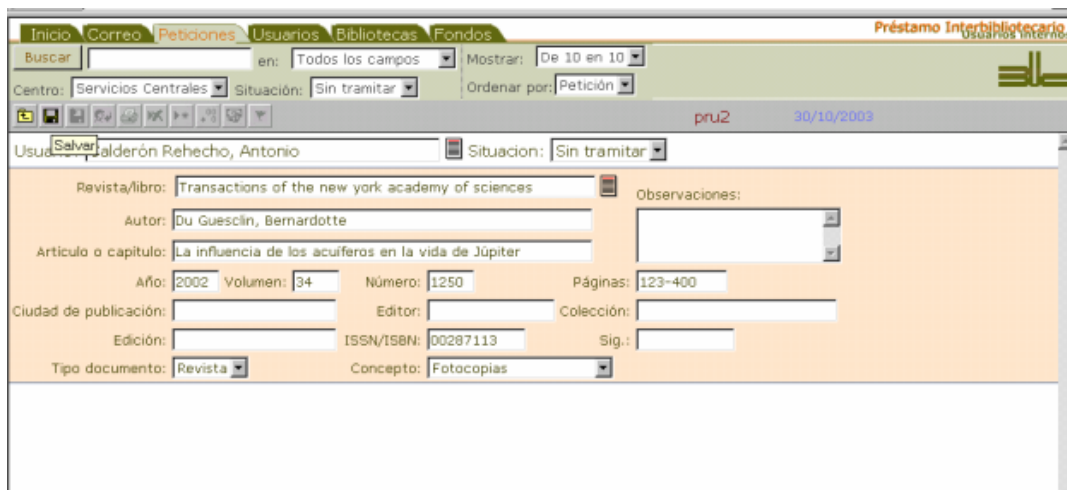 Inicio Correo Peticiones Usuarios Bibliotecas Fondos
Préstamo Interbibliotecario
Usuarios internos
Buscar en: Todos los campos Mostrar: De 10 en 10
Centro: Servicios Centrales Situación: Sin tramitar Ordenar por: Petición
pru2 30/10/2003
Salvar
Calderón Rehecho, Antonio Situacion: Sin tramitar
Revista/libro: Transactions of the new york academy of sciences Observaciones:
Autor: Du Guesclin, Bernardotte
Artículo o capítulo: La influencia de los acuíferos en la vida de Júpiter
Año: 2002 Volumen: 34 Número: 1250 Páginas: 123-400
Ciudad de publicación: Editor: Colección:
Edición: ISSN/ISBN: 00287113 Sig.:
Tipo documento: Revista Concepto: Fotocopias